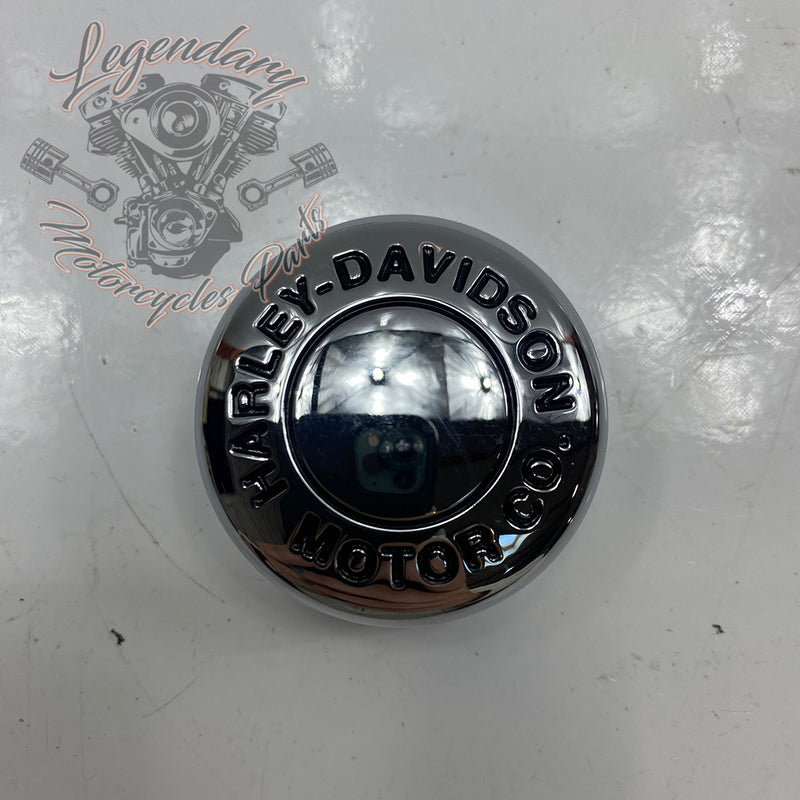 Legendary
Motorcycles Parts
HARLEY-DAVIDSON
MOTOR CO.